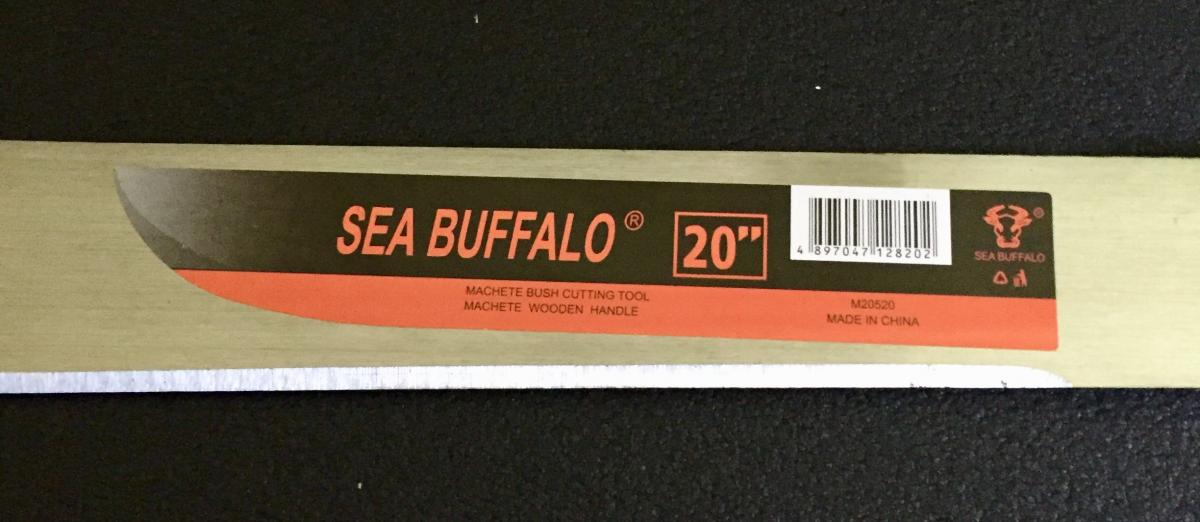 SEA BUFFALO ®
20”
MACHETE BUSH CUTTING TOOL
MACHETE WOODEN HANDLE
4 897047 128202
M20520
MADE IN CHINA
®
SEA BUFFALO